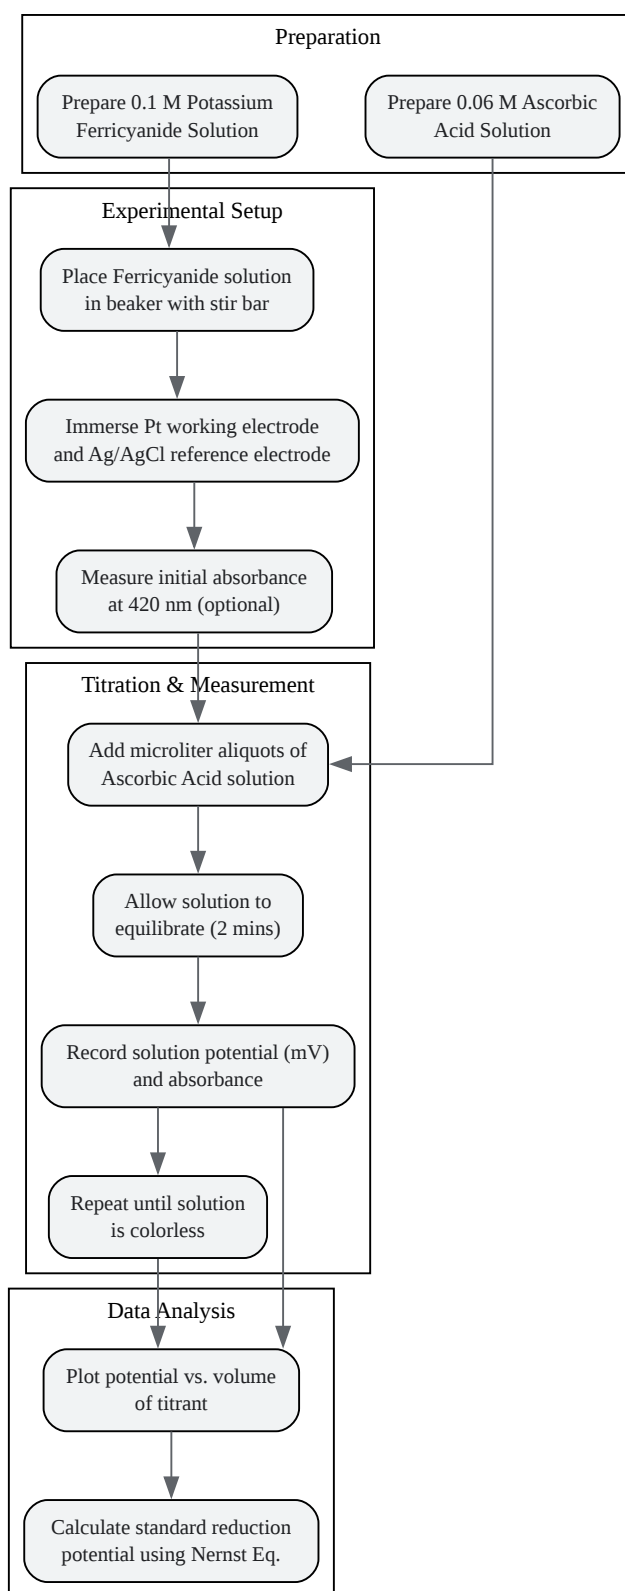 Preparation
Prepare 0.1 M Potassium
Ferricyanide Solution
Prepare 0.06 M Ascorbic
Acid Solution
Experimental Setup
Place Ferricyanide solution
in beaker with stir bar
Immerse Pt working electrode
and Ag/AgCl reference electrode
Measure initial absorbance
at 420 nm (optional)
Titration & Measurement
Add microliter aliquots of
Ascorbic Acid solution
Allow solution to
equilibrate (2 mins)
Record solution potential (mV)
and absorbance
Repeat until solution
is colorless
Data Analysis
Plot potential vs. volume
of titrant
Calculate standard reduction
potential using Nernst Eq.